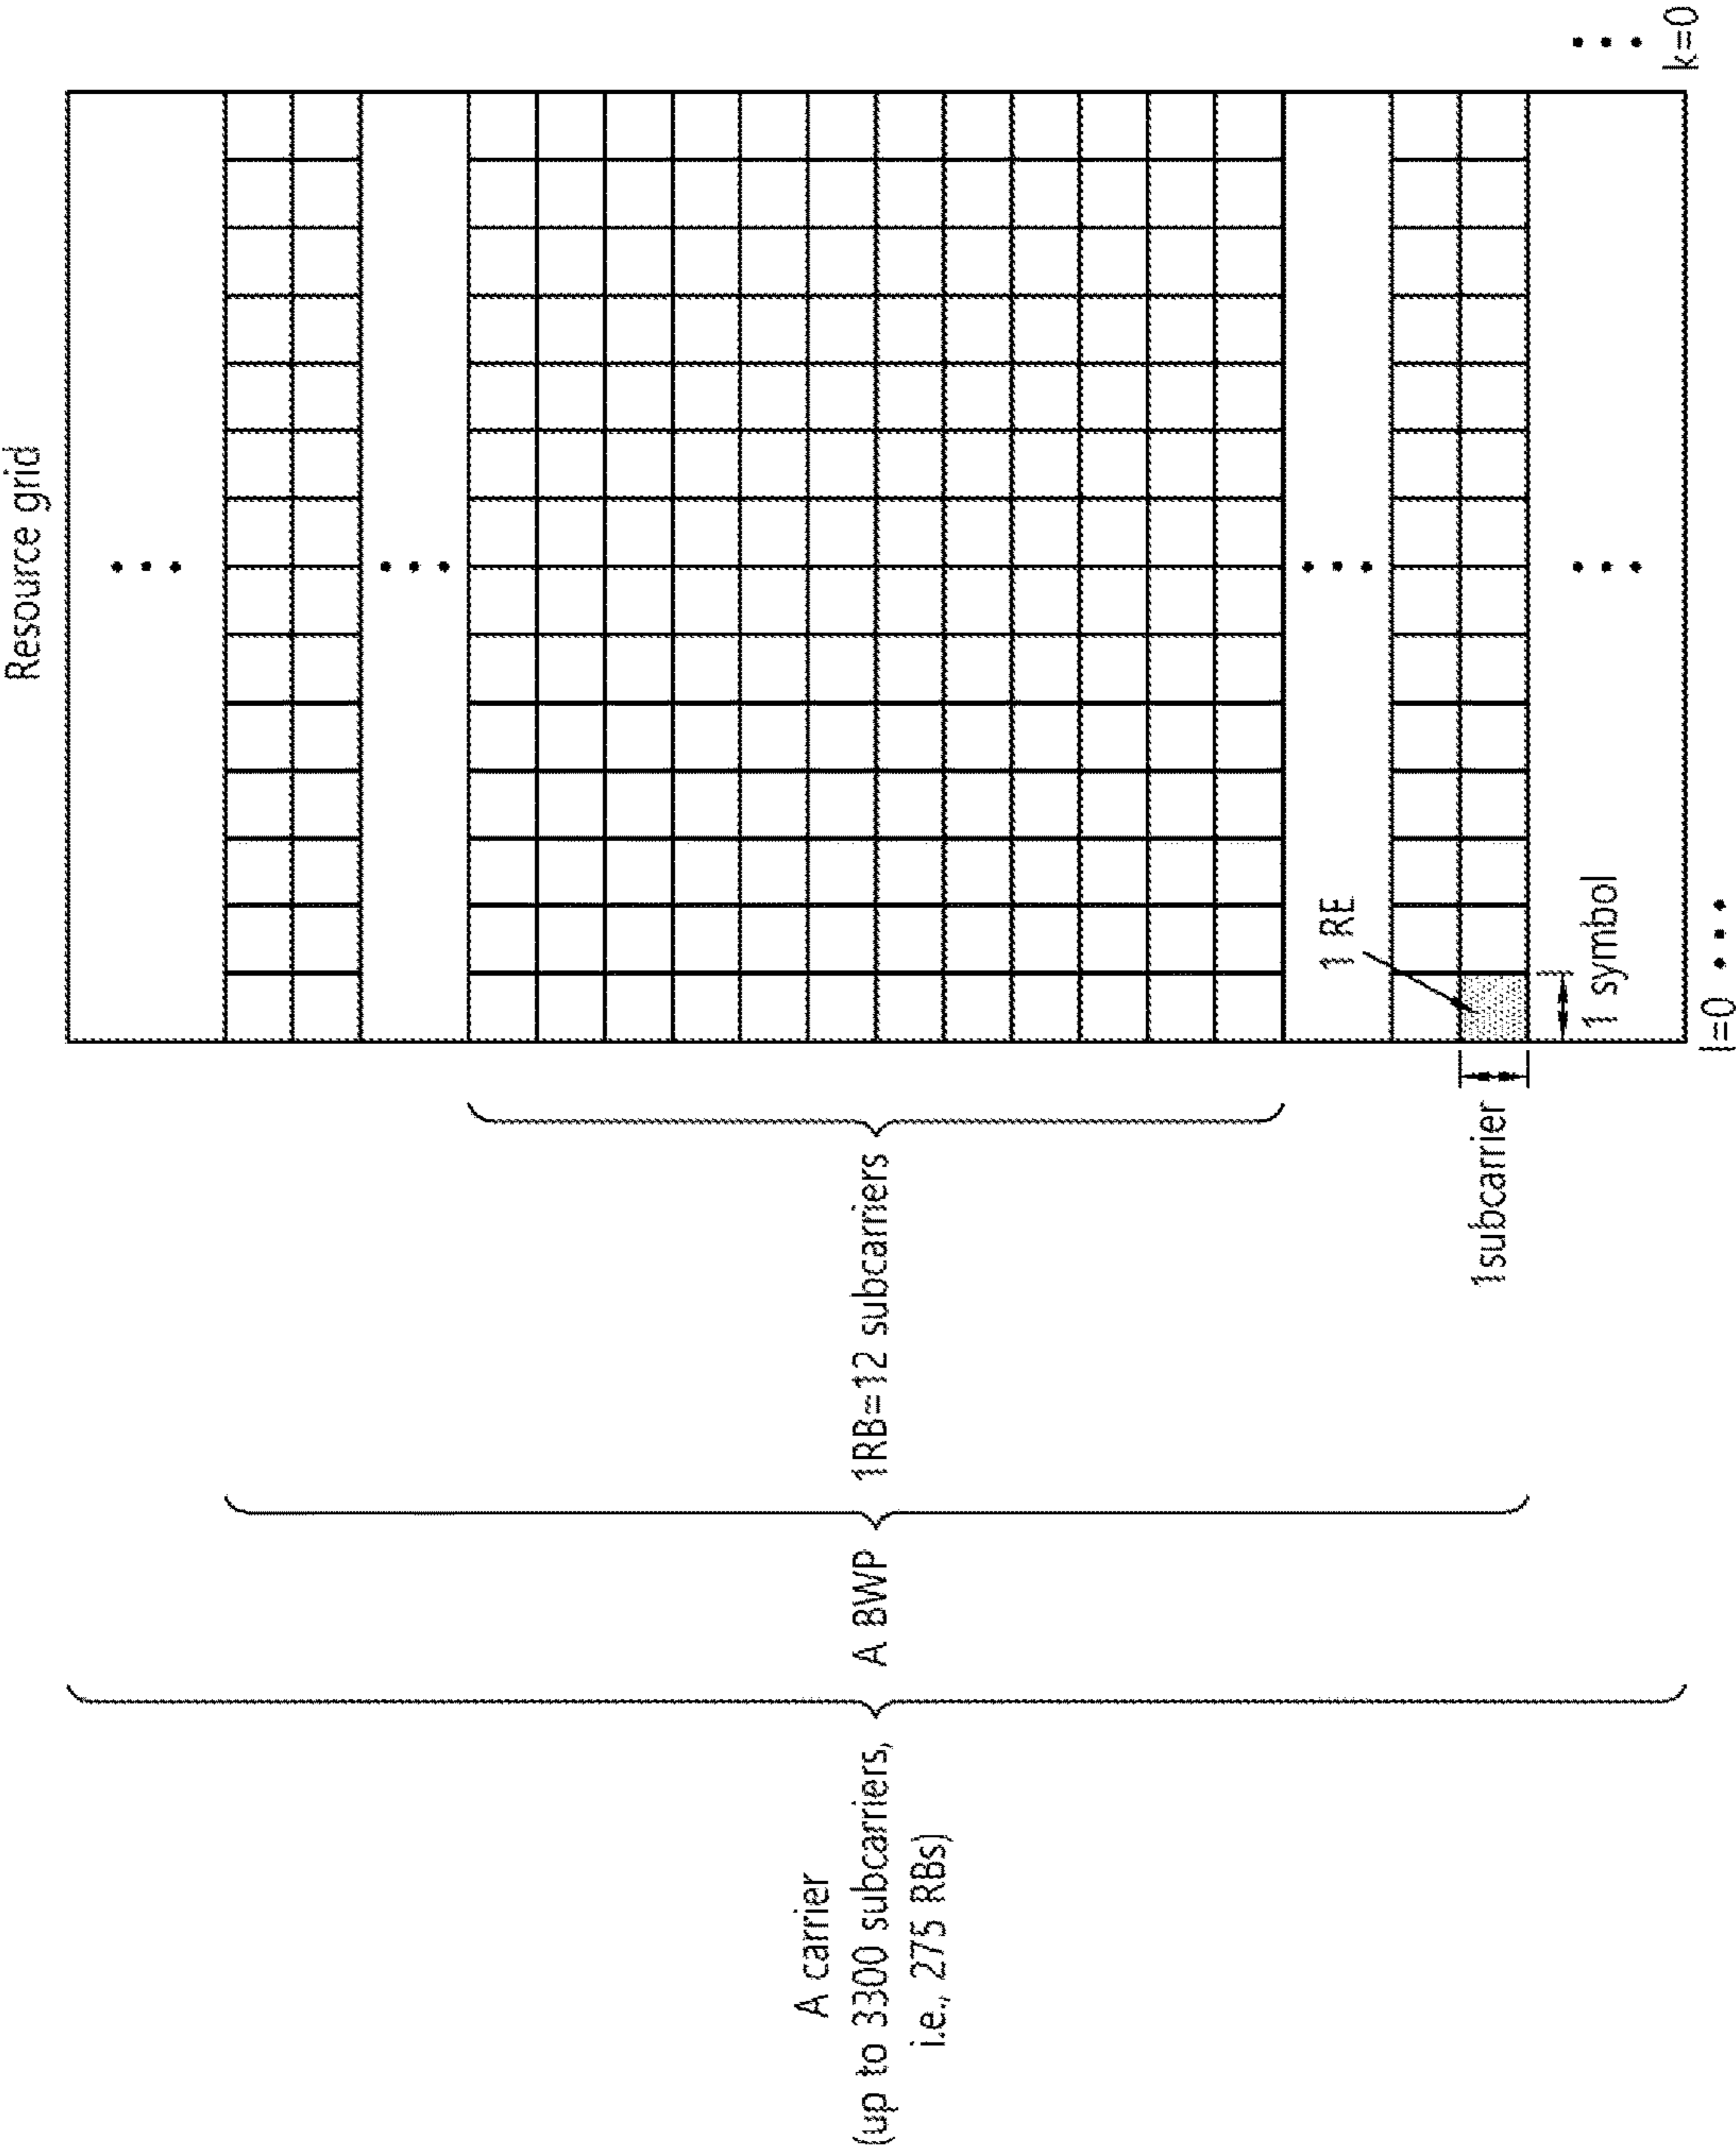 Resource grid
A carrier
(up to 3300 subcarriers,
i.e., 275 RBs)
A BWP
1RB=12 subcarriers
1subcarrier
1 RE
1 symbol
l=0
k=0